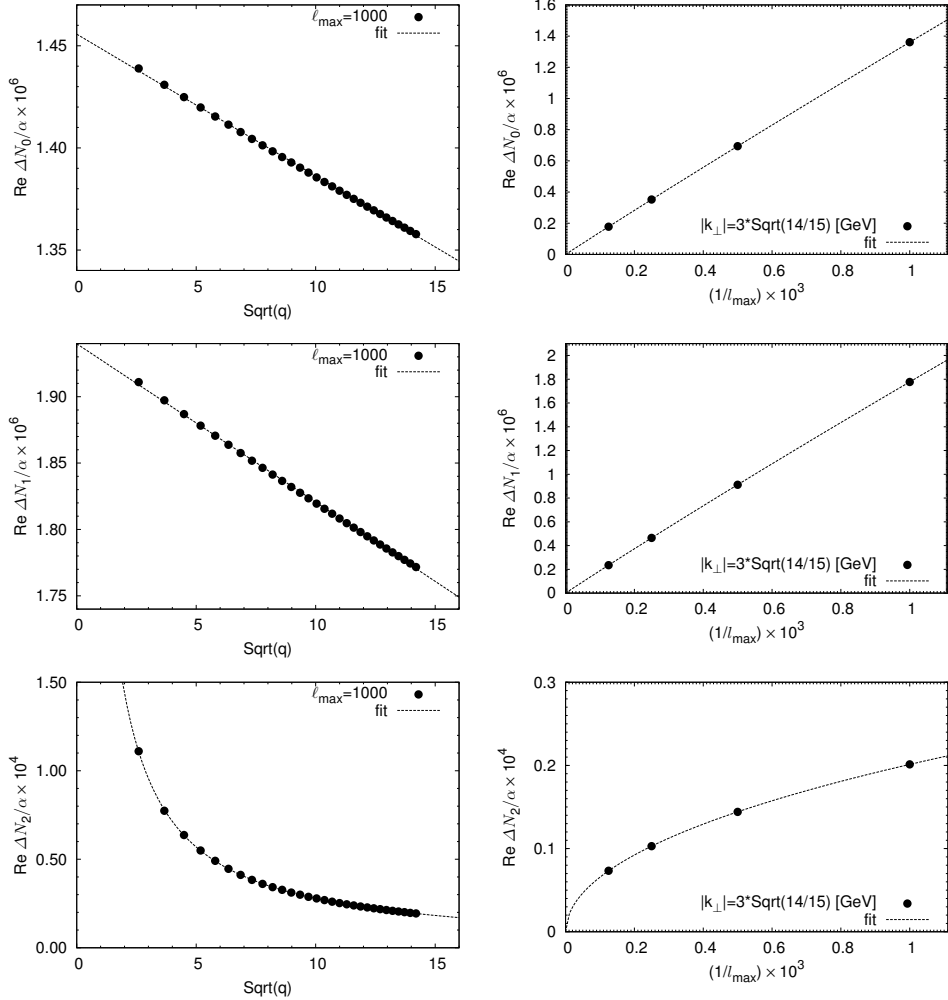 Re ΔN₀/α × 10⁶
1.45
1.40
1.35
0
5
10
15
Sqrt(q)
ℓmax=1000
fit
Re ΔN₀/α × 10⁶
1.6
1.4
1.2
1
0.8
0.6
0.4
0.2
0
0
0.2
0.4
0.6
0.8
1
(1/lmax) × 10³
|k⊥|=3*Sqrt(14/15) [GeV]
fit
Re ΔN₁/α × 10⁶
1.90
1.85
1.80
1.75
0
5
10
15
Sqrt(q)
ℓmax=1000
fit
Re ΔN₁/α × 10⁶
2
1.8
1.6
1.4
1.2
1
0.8
0.6
0.4
0.2
0
0
0.2
0.4
0.6
0.8
1
(1/lmax) × 10³
|k⊥|=3*Sqrt(14/15) [GeV]
fit
Re ΔN₂/α × 10⁴
1.50
1.00
0.50
0.00
0
5
10
15
Sqrt(q)
ℓmax=1000
fit
Re ΔN₂/α × 10⁴
0.3
0.2
0.1
0
0
0.2
0.4
0.6
0.8
1
(1/lmax) × 10³
|k⊥|=3*Sqrt(14/15) [GeV]
fit